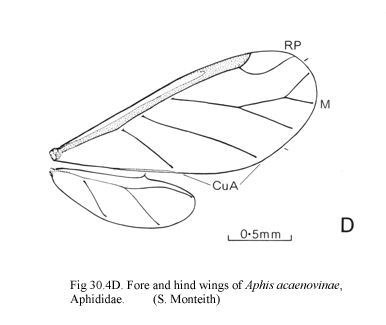 RP
M
CuA
0·5mm
D
Fig 30.4D. Fore and hind wings of Aphis acaenovinae,
Aphididae. (S. Monteith)